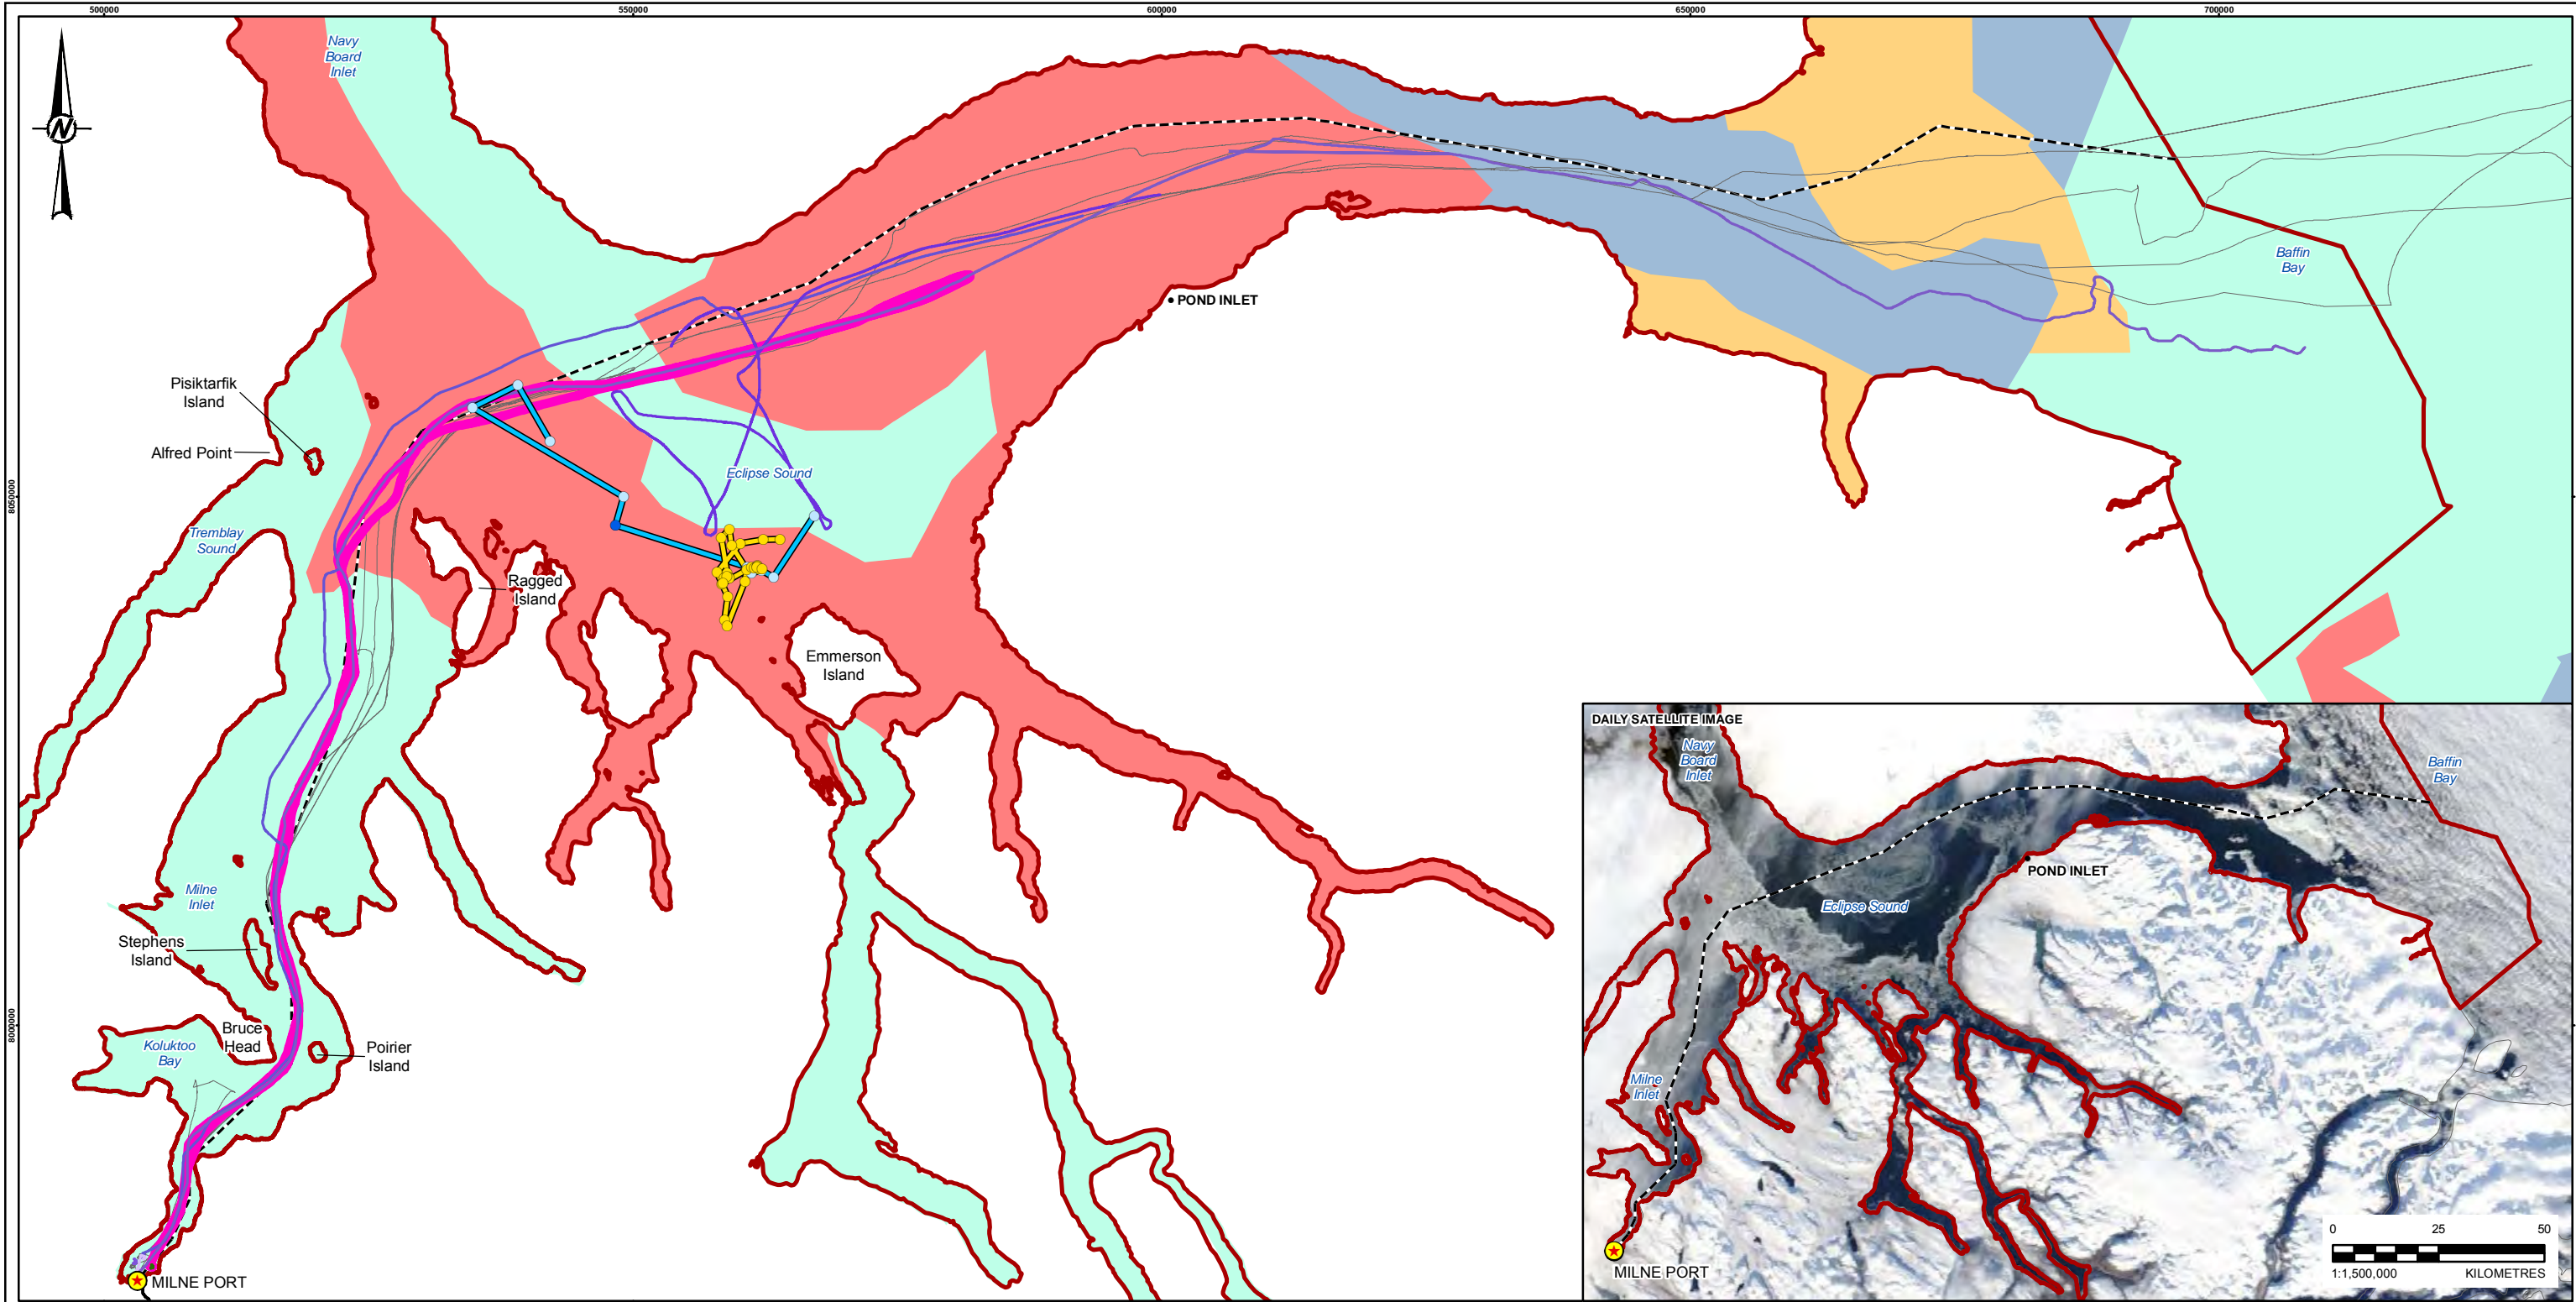 500000
550000
600000
650000
700000
Navy
Board
Inlet
N
Baffin
Bay
POND INLET
Pisiktarfik
Island
Alfred Point
Eclipse Sound
8050000
Tremblay
Sound
Ragged
Island
Emmerson
Island
Milne
Inlet
Stephens
Island
8000000
Bruce
Head
Koluktoo
Bay
Poirier
Island
MILNE PORT
DAILY SATELLITE IMAGE
Navy
Board
Inlet
Baffin
Bay
POND INLET
Eclipse Sound
Milne
Inlet
MILNE PORT
0 25 50
1:1,500,000 KILOMETRES